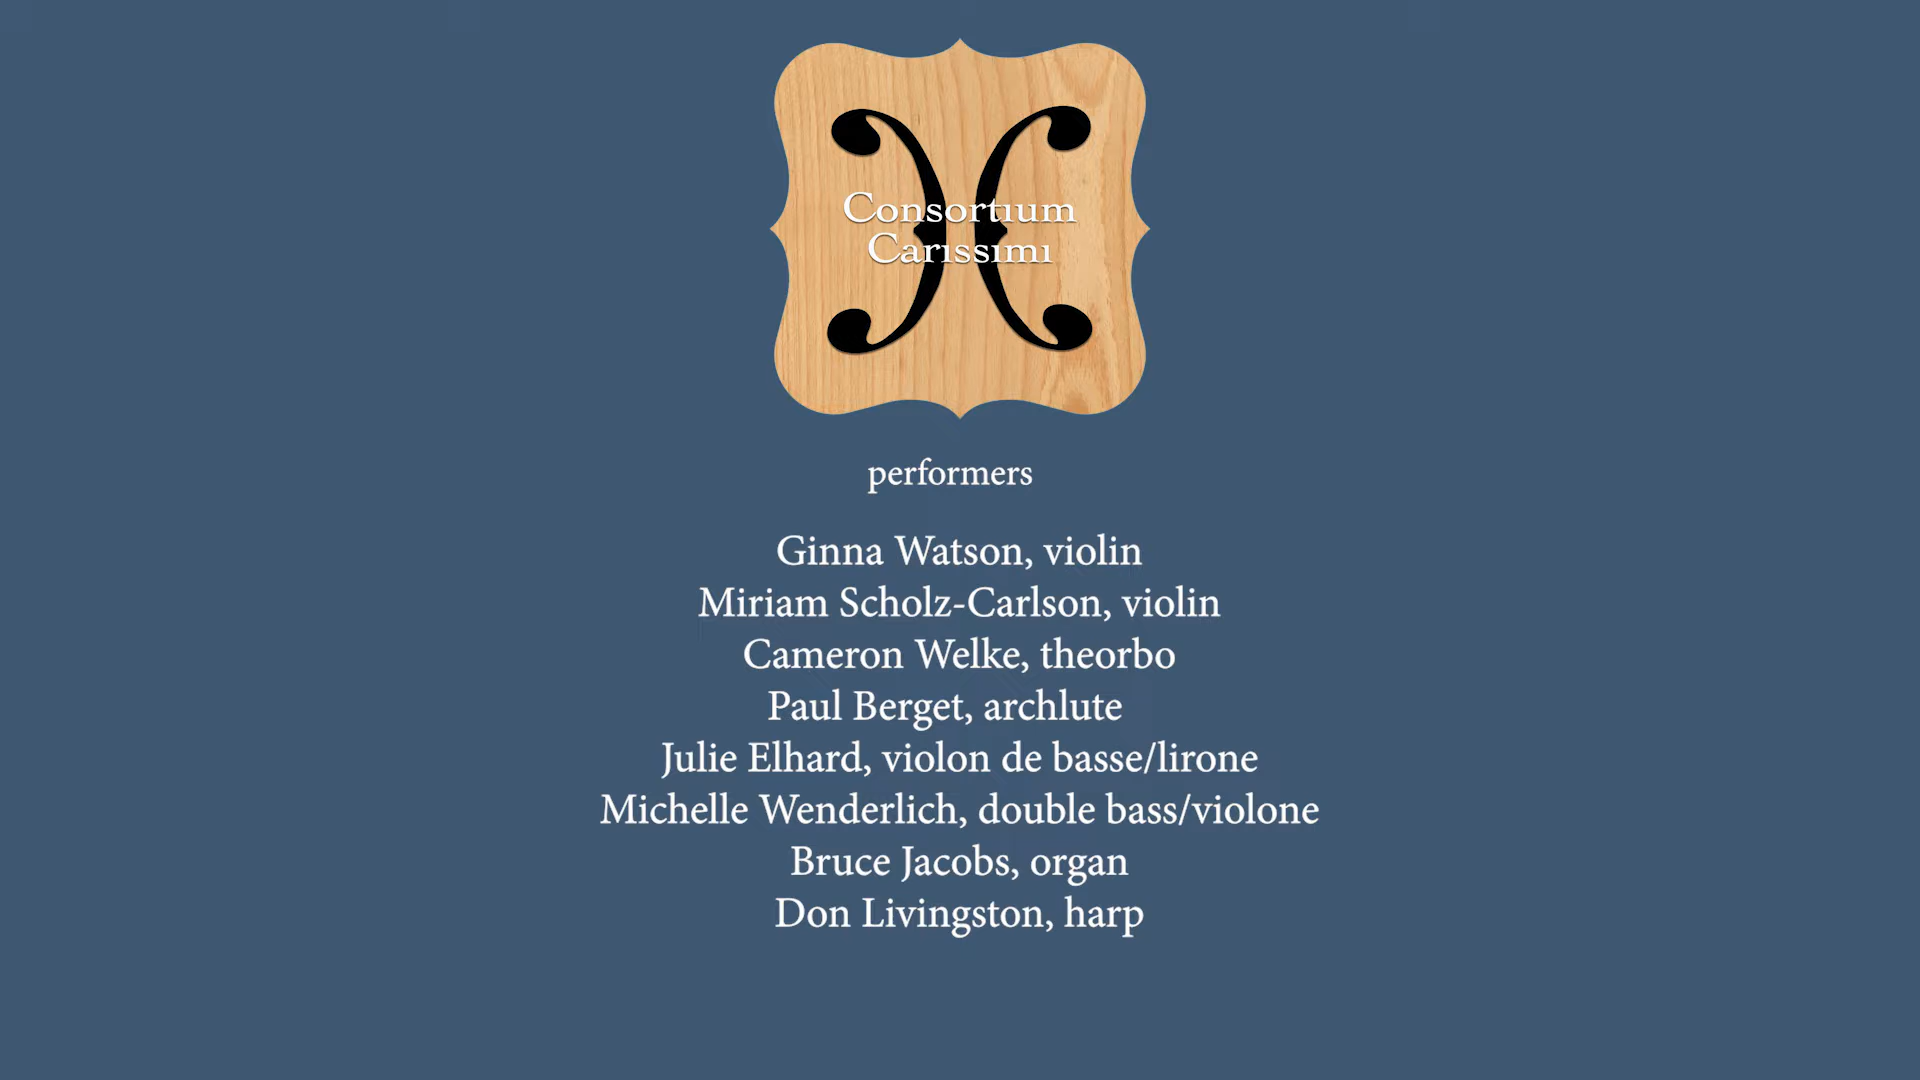 Consortium
Carissimi
performers
Ginna Watson, violin
Miriam Scholz-Carlson, violin
Cameron Welke, theorbo
Paul Berget, archlute
Julie Elhard, violon de basse/lirone
Michelle Wenderlich, double bass/violone
Bruce Jacobs, organ
Don Livingston, harp